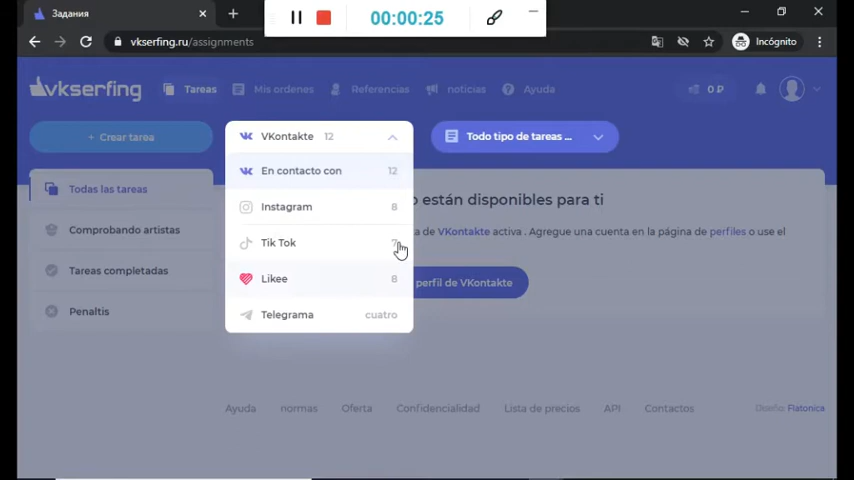 Задания
00:00:25
vkserfing.ru/assignments
Incógnito
vkserfing
Tareas
Mis ordenes
Referencias
noticias
Ayuda
0 ₽
+ Crear tarea
VKontakte 12
Todo tipo de tareas ...
En contacto con 12
Instagram 8
Tik Tok 7
Likee 8
Telegrama cuatro
Todas las tareas
Comprobando artistas
Tareas completadas
Penaltis
están disponibles para ti
de VKontakte activa . Agregue una cuenta en la página de perfiles o use el
perfil de VKontakte
Ayuda
normas
Oferta
Confidencialidad
Lista de precios
API
Contactos
Diseño: Flatonica